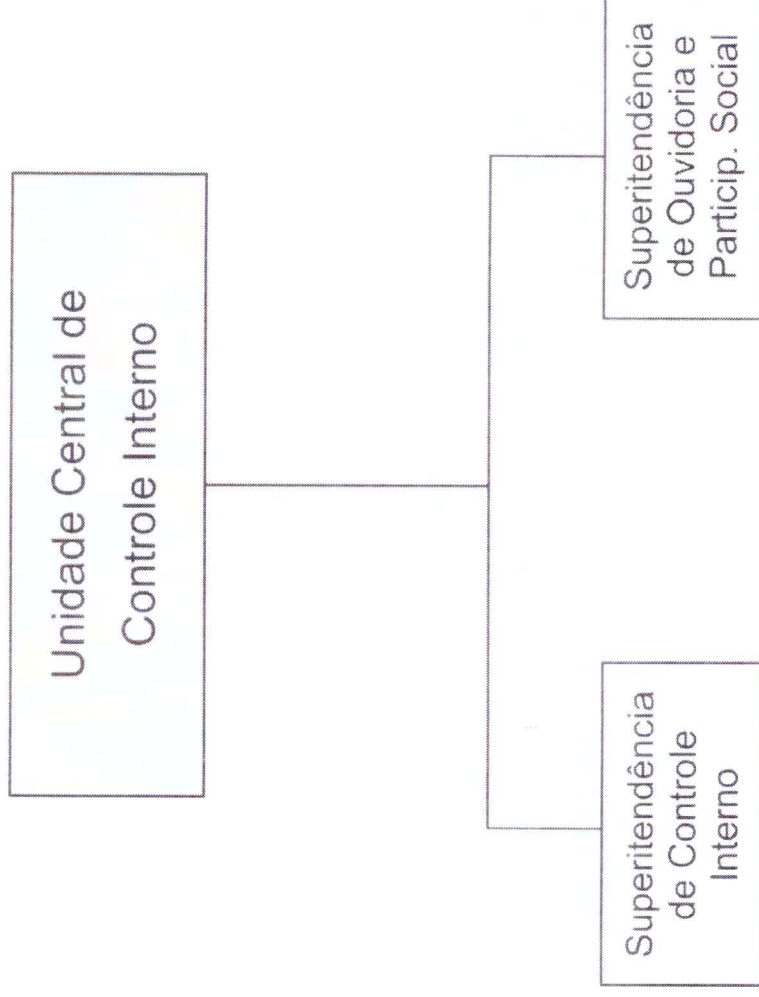 Unidade Central de
Controle Interno
Superitendência
de Controle
Interno
Superitendência
de Ouvidoria e
Particip. Social